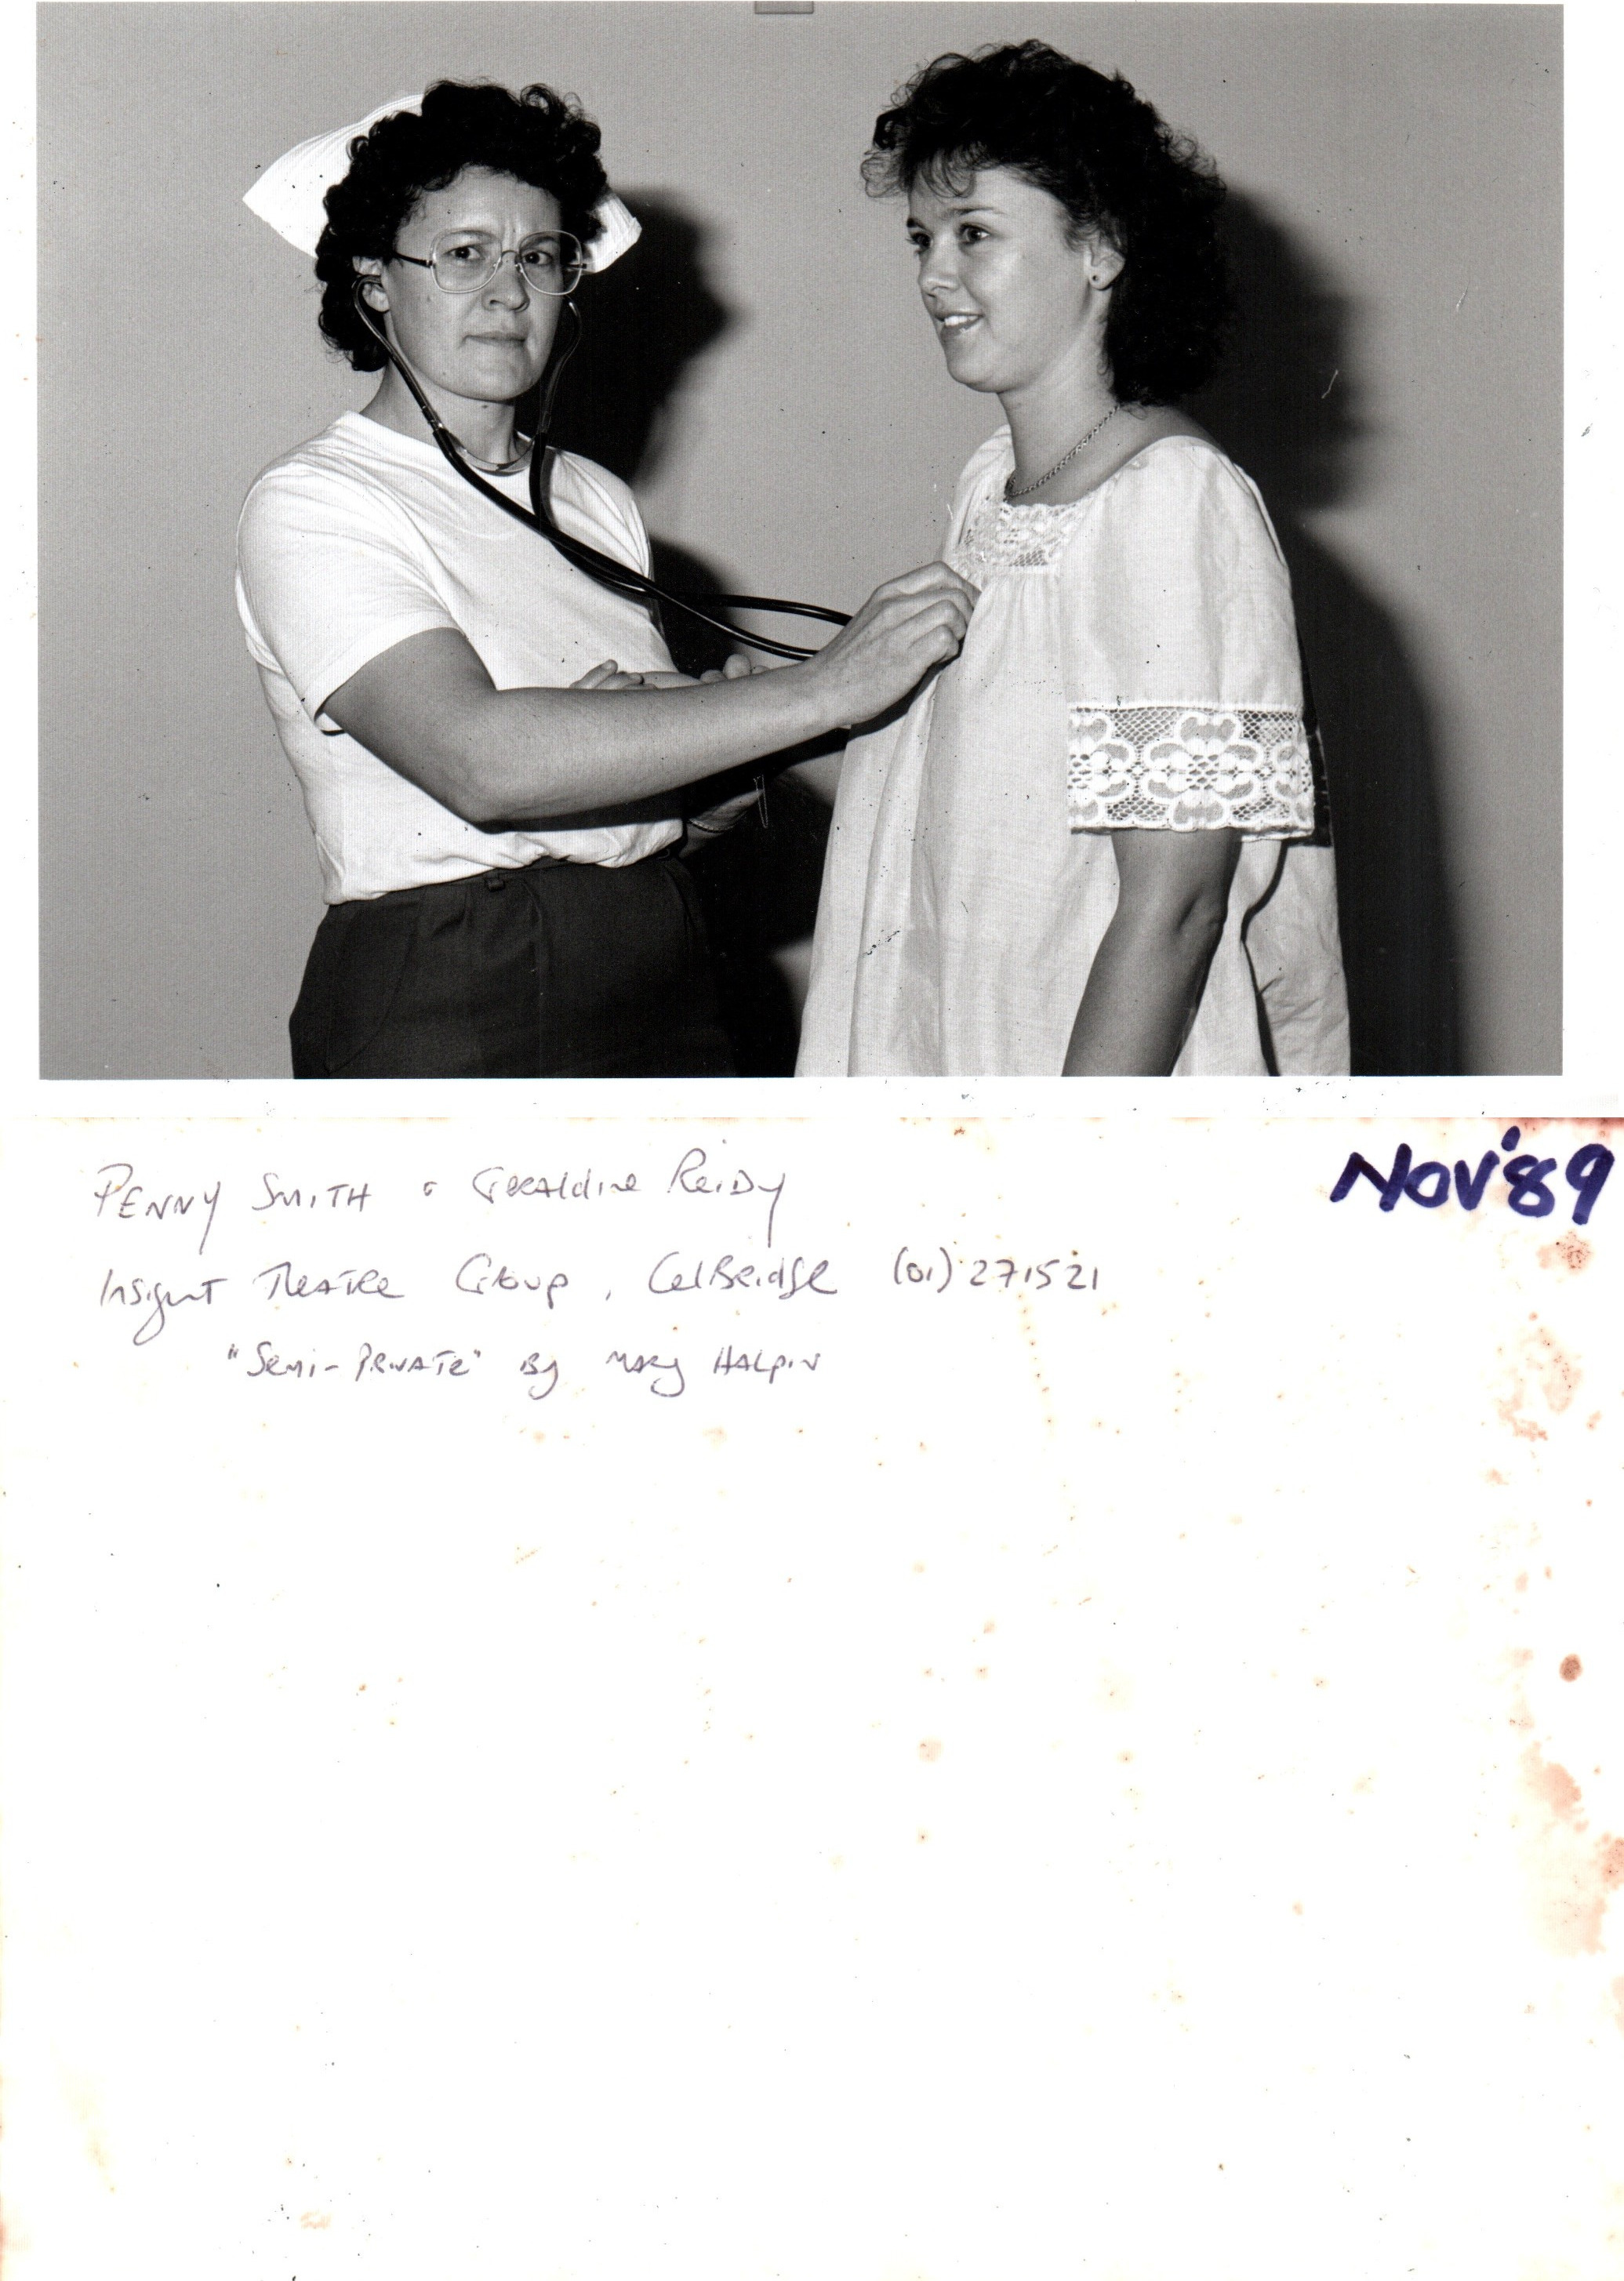 PENNY SMITH & GERALDINE REIDY
NOV'89
INSIGHT THEATRE GROUP, CELBRIDGE (01) 271521
"SEMI-PRIVATE" BY MARY HALPIN